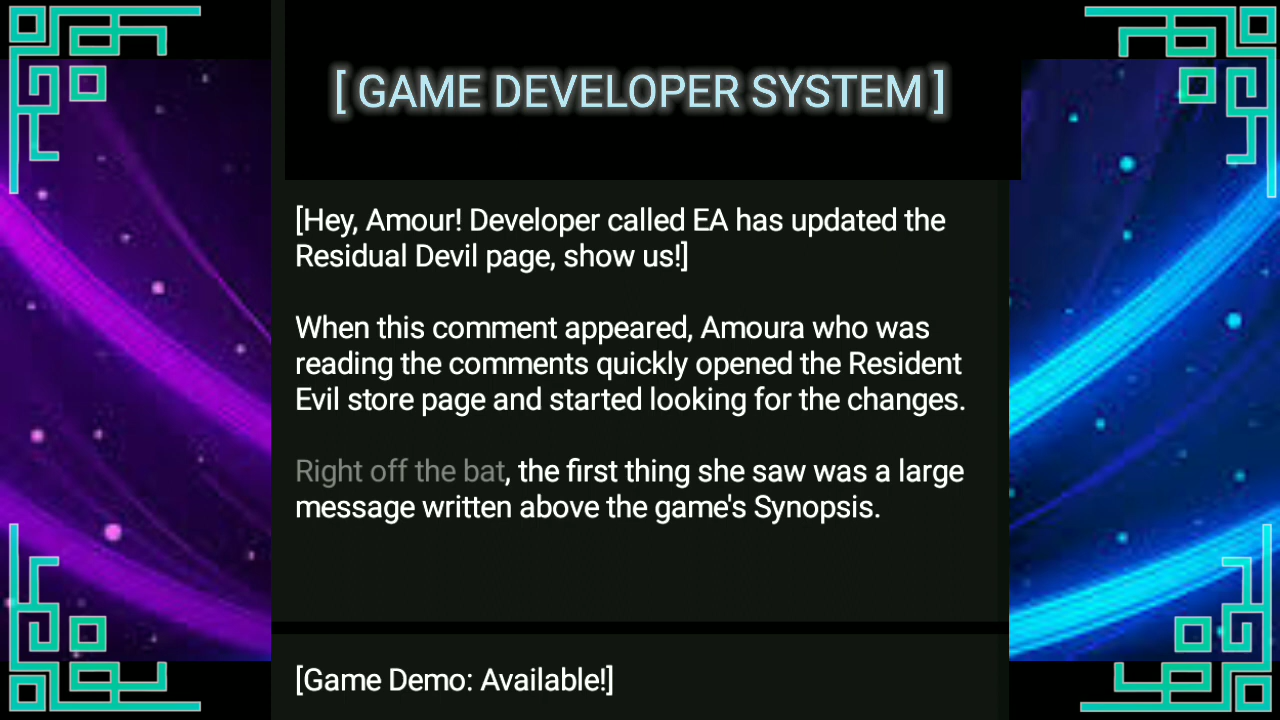 [ GAME DEVELOPER SYSTEM ]
[Hey, Amour! Developer called EA has updated the
Residual Devil page, show us!]
When this comment appeared, Amoura who was
reading the comments quickly opened the Resident
Evil store page and started looking for the changes.
Right off the bat, the first thing she saw was a large
message written above the game's Synopsis.
[Game Demo: Available!]